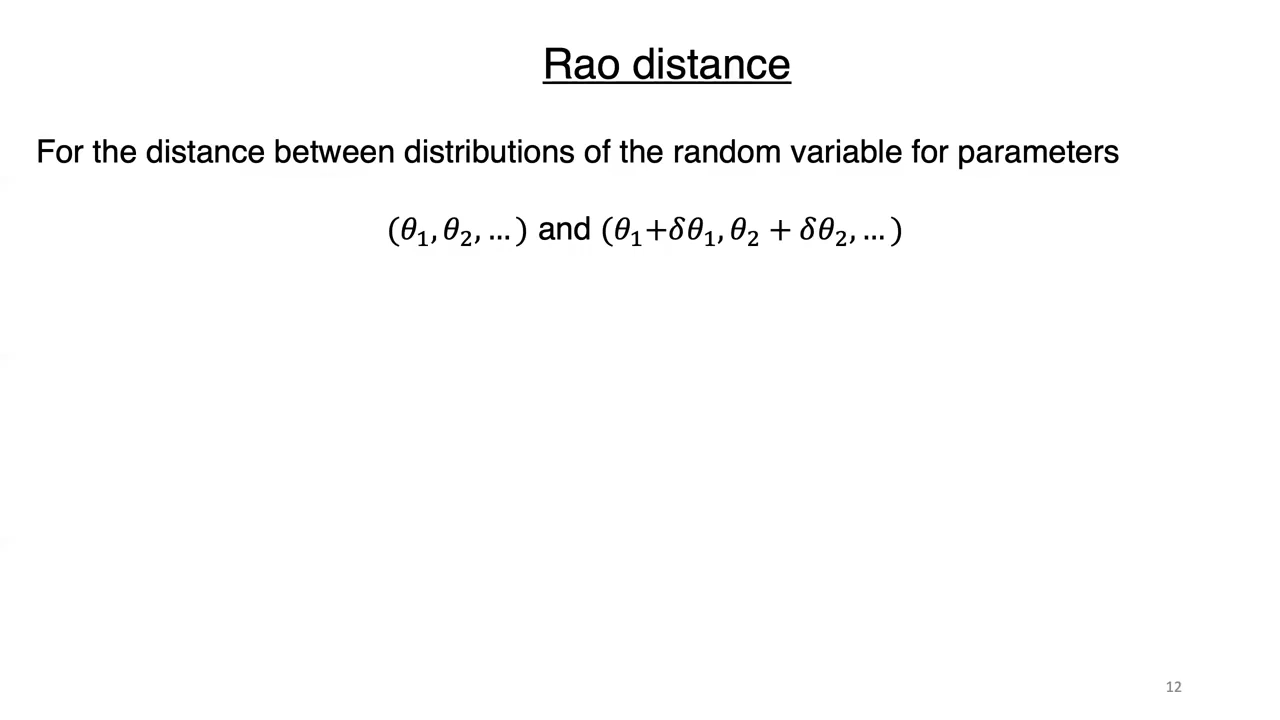 Rao distance
For the distance between distributions of the random variable for parameters
(𝜃₁, 𝜃₂, … ) and (𝜃₁+𝛿𝜃₁, 𝜃₂ + 𝛿𝜃₂, … )
12